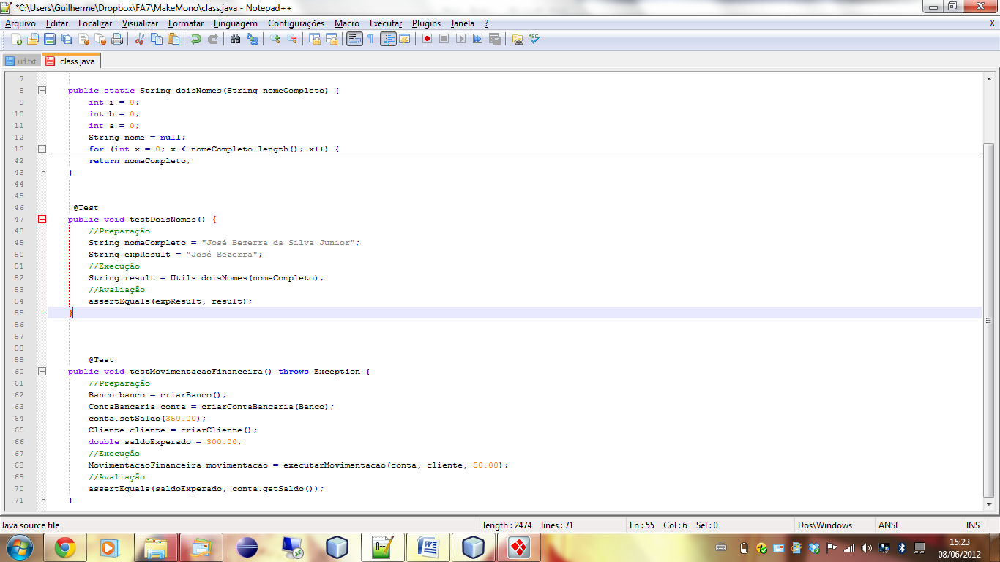 *C:\Users\Guilherme\Dropbox\FA7\MakeMono\class.java - Notepad++
Arquivo Editar Localizar Visualizar Formatar Linguagem Configurações Macro Executar Plugins Janela ? X
url.txt class.java
7
8 public static String doisNomes(String nomeCompleto) {
9 int i = 0;
10 int b = 0;
11 int a = 0;
12 String nome = null;
13 for (int x = 0; x < nomeCompleto.length(); x++) {
42 return nomeCompleto;
43 }
44
45
46 @Test
47 public void testDoisNomes() {
48 //Preparação
49 String nomeCompleto = "José Bezerra da Silva Junior";
50 String expResult = "José Bezerra";
51 //Execução
52 String result = Utils.doisNomes(nomeCompleto);
53 //Avaliação
54 assertEquals(expResult, result);
55 }
56
57
58
59 @Test
60 public void testMovimentacaoFinanceira() throws Exception {
61 //Preparação
62 Banco banco = criarBanco();
63 ContaBancaria conta = criarContaBancaria(Banco);
64 conta.setSaldo(350.00);
65 Cliente cliente = criarCliente();
66 double saldoExperado = 300.00;
67 //Execução
68 MovimentacaoFinanceira movimentacao = executarMovimentacao(conta, cliente, 50.00);
69 //Avaliação
70 assertEquals(saldoExperado, conta.getSaldo());
71 }
Java source file length : 2474 lines : 71 Ln : 55 Col : 6 Sel : 0 Dos\Windows ANSI INS
15:23
08/06/2012